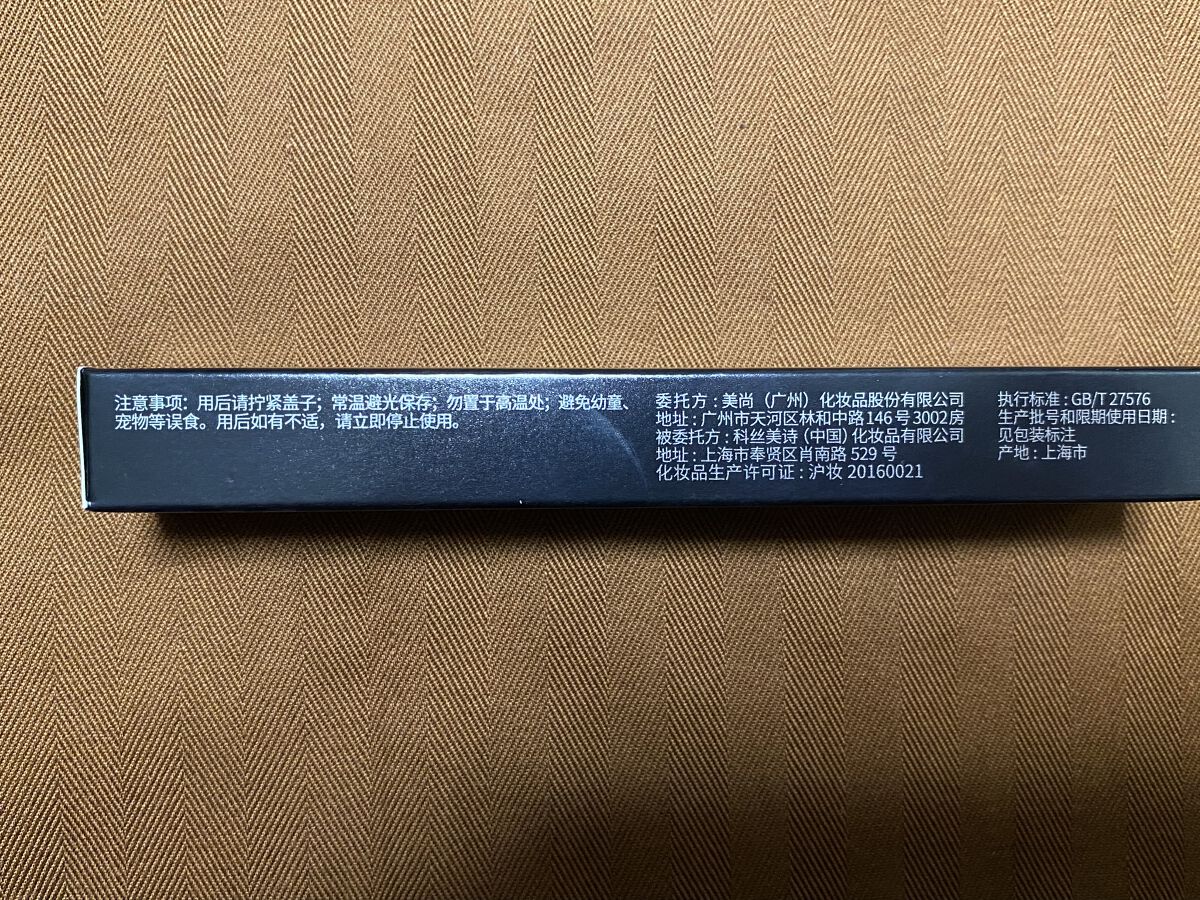 注意事项：用后请拧紧盖子；常温避光保存；勿置于高温处；避免幼童、
宠物等误食。用后如有不适，请立即停止使用。
委托方：美尚（广州）化妆品股份有限公司
地址：广州市天河区林和中路146号3002房
被委托方：科丝美诗（中国）化妆品有限公司
地址：上海市奉贤区肖南路 529 号
化妆品生产许可证：沪妆 20160021
执行标准：GB/T 27576
生产批号和限期使用日期：
见包装标注
产地：上海市